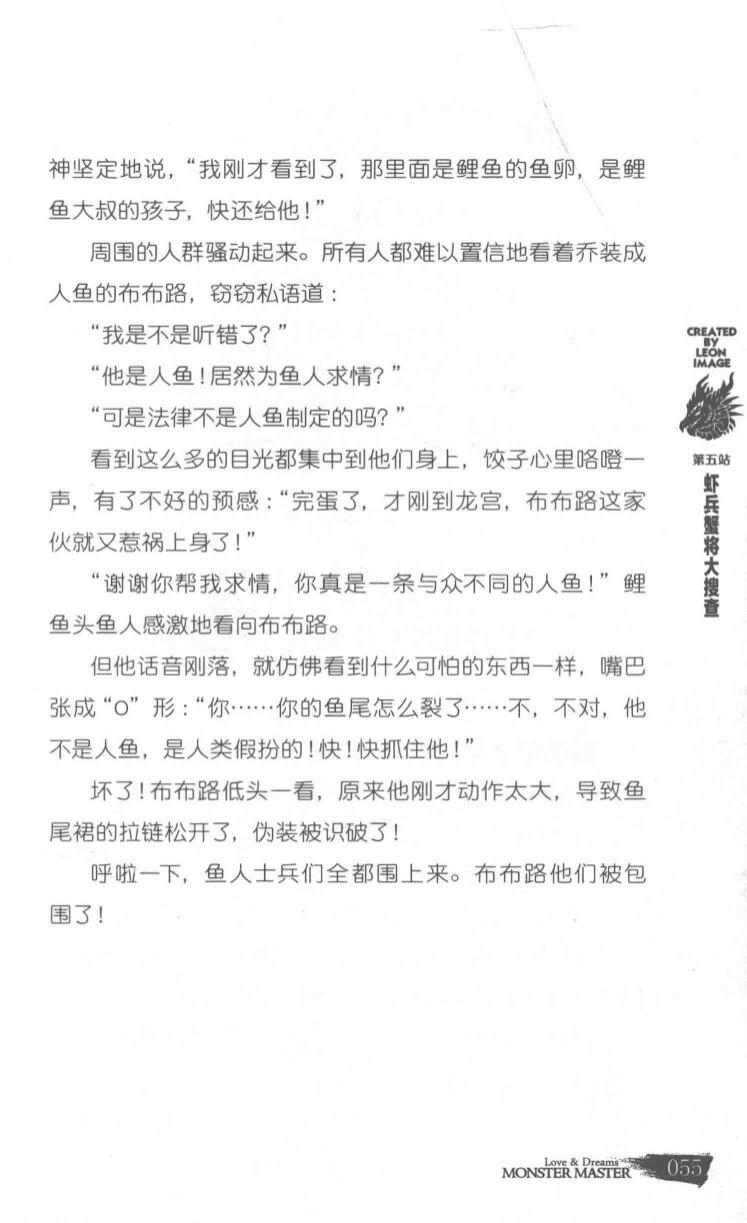 神坚定地说，“我刚才看到了，那里面是鲤鱼的鱼卵，是鲤
鱼大叔的孩子，快还给他！”
周围的人群骚动起来。所有人都难以置信地看着乔装成
人鱼的布布路，窃窃私语道：
“我是不是听错了？”
“他是人鱼！居然为鱼人求情？”
“可是法律不是人鱼制定的吗？”
看到这么多的目光都集中到他们身上，饺子心里咯噔一
声，有了不好的预感：“完蛋了，才刚到龙宫，布布路这家
伙就又惹祸上身了！”
“谢谢你帮我求情，你真是一条与众不同的人鱼！”鲤
鱼头鱼人感激地看向布布路。
但他话音刚落，就仿佛看到什么可怕的东西一样，嘴巴
张成“O”形：“你……你的鱼尾怎么裂了……不，不对，他
不是人鱼，是人类假扮的！快！快抓住他！”
坏了！布布路低头一看，原来他刚才动作太大，导致鱼
尾裙的拉链松开了，伪装被识破了！
呼啦一下，鱼人士兵们全都围上来。布布路他们被包
围了！
CREATED
BY
LEON
IMAGE
第五站
虾兵蟹将大搜查
Love & Dreams
MONSTER MASTER
055